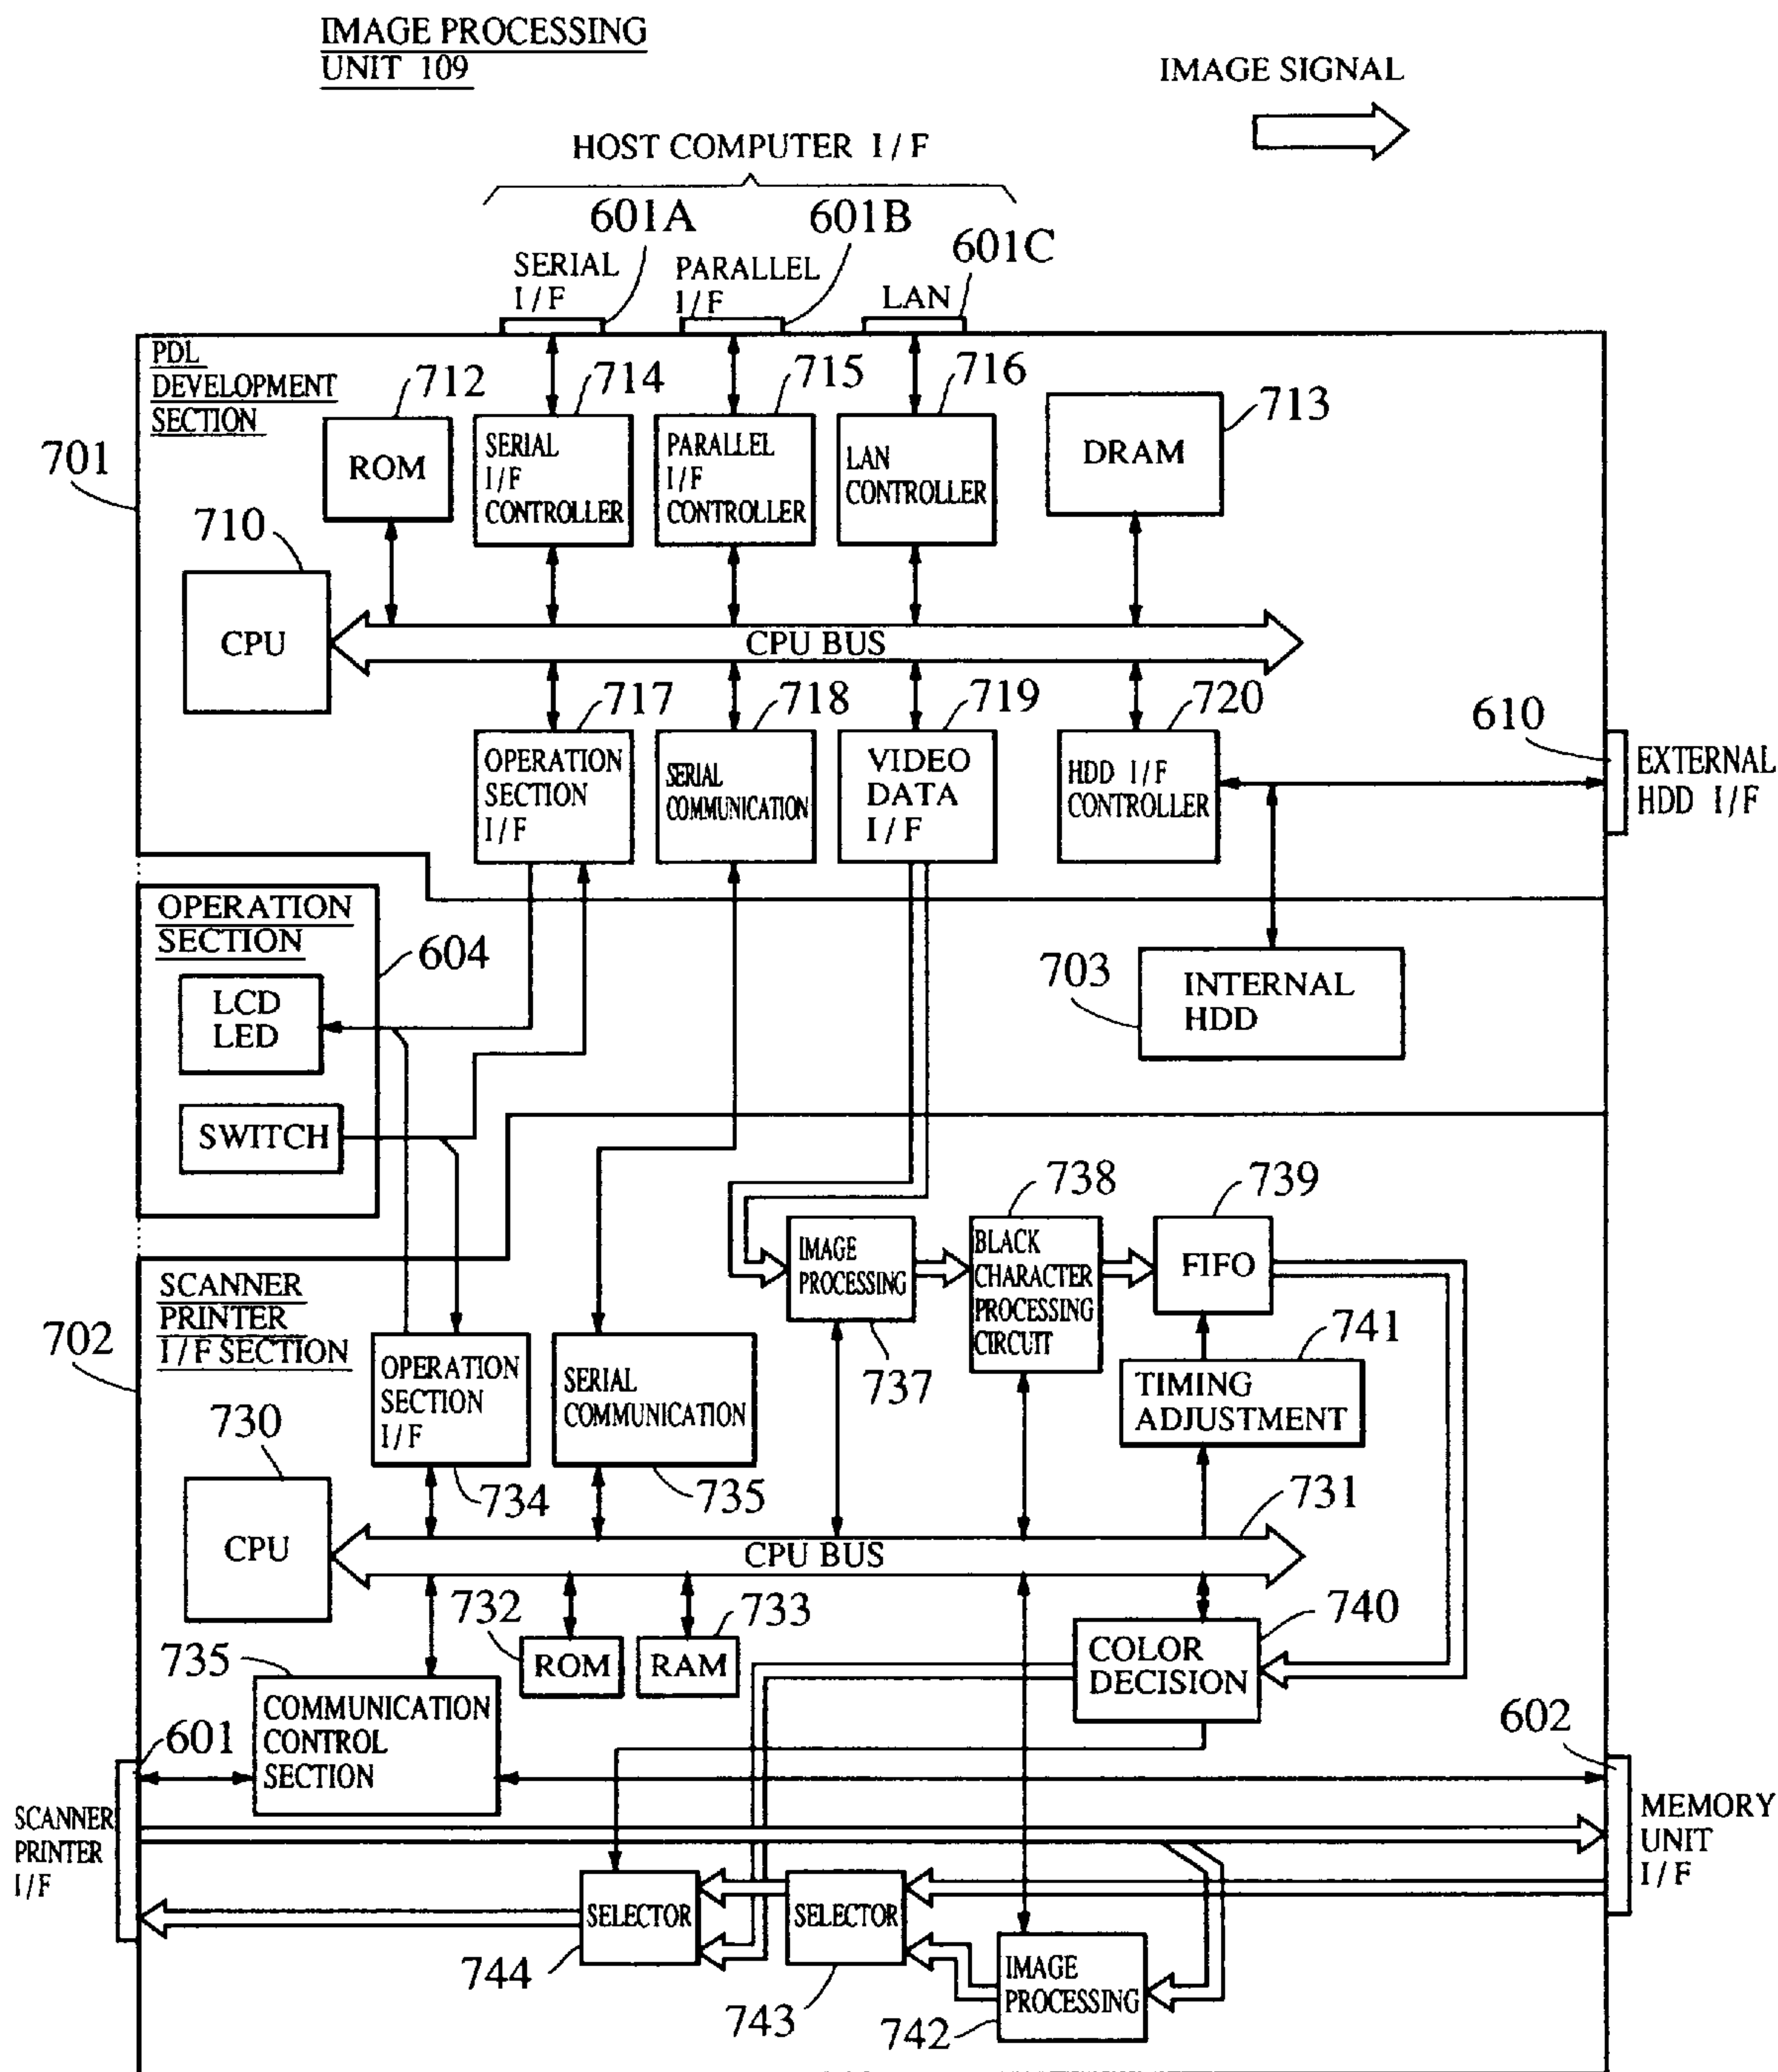 IMAGE PROCESSING
UNIT 109
IMAGE SIGNAL
HOST COMPUTER I/F
601A
601B
601C
SERIAL
I/F
PARALLEL
I/F
LAN
PDL
DEVELOPMENT
SECTION
701
712
714
715
716
713
ROM
SERIAL
I/F
CONTROLLER
PARALLEL
I/F
CONTROLLER
LAN
CONTROLLER
DRAM
710
CPU
CPU BUS
717
718
719
720
610
OPERATION
SECTION
I/F
SERIAL
COMMUNICATION
VIDEO
DATA
I/F
HDD I/F
CONTROLLER
EXTERNAL
HDD I/F
OPERATION
SECTION
604
LCD
LED
SWITCH
703
INTERNAL
HDD
738
739
IMAGE
PROCESSING
737
BLACK
CHARACTER
PROCESSING
CIRCUIT
FIFO
741
TIMING
ADJUSTMENT
SCANNER
PRINTER
I/F SECTION
702
OPERATION
SECTION
I/F
734
SERIAL
COMMUNICATION
735
730
CPU
731
CPU BUS
732
ROM
733
RAM
740
COLOR
DECISION
735
COMMUNICATION
CONTROL
SECTION
601
602
SCANNER
PRINTER
I/F
MEMORY
UNIT
I/F
SELECTOR
744
SELECTOR
743
IMAGE
PROCESSING
742